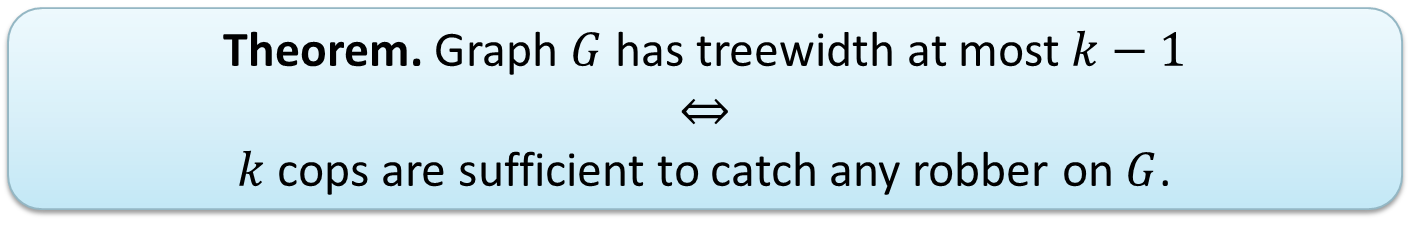 Theorem. Graph G has treewidth at most k − 1
⇔
k cops are sufficient to catch any robber on G.